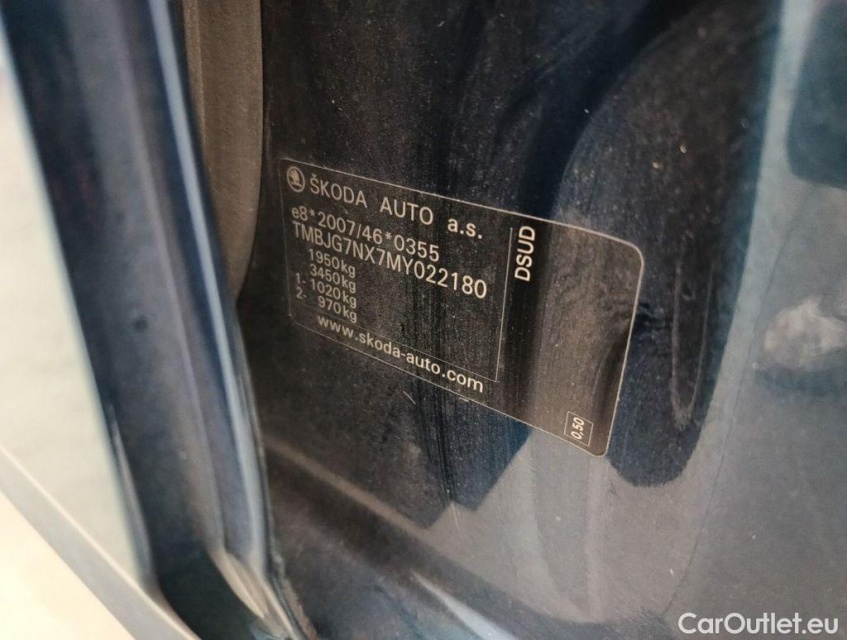 ŠKODA AUTO a.s.
e8*2007/46*0355
TMBJG7NX7MY022180
1950kg
3450kg
1- 1020kg
2- 970kg
www.skoda-auto.com
DSUD
0.50
CarOutlet.eu